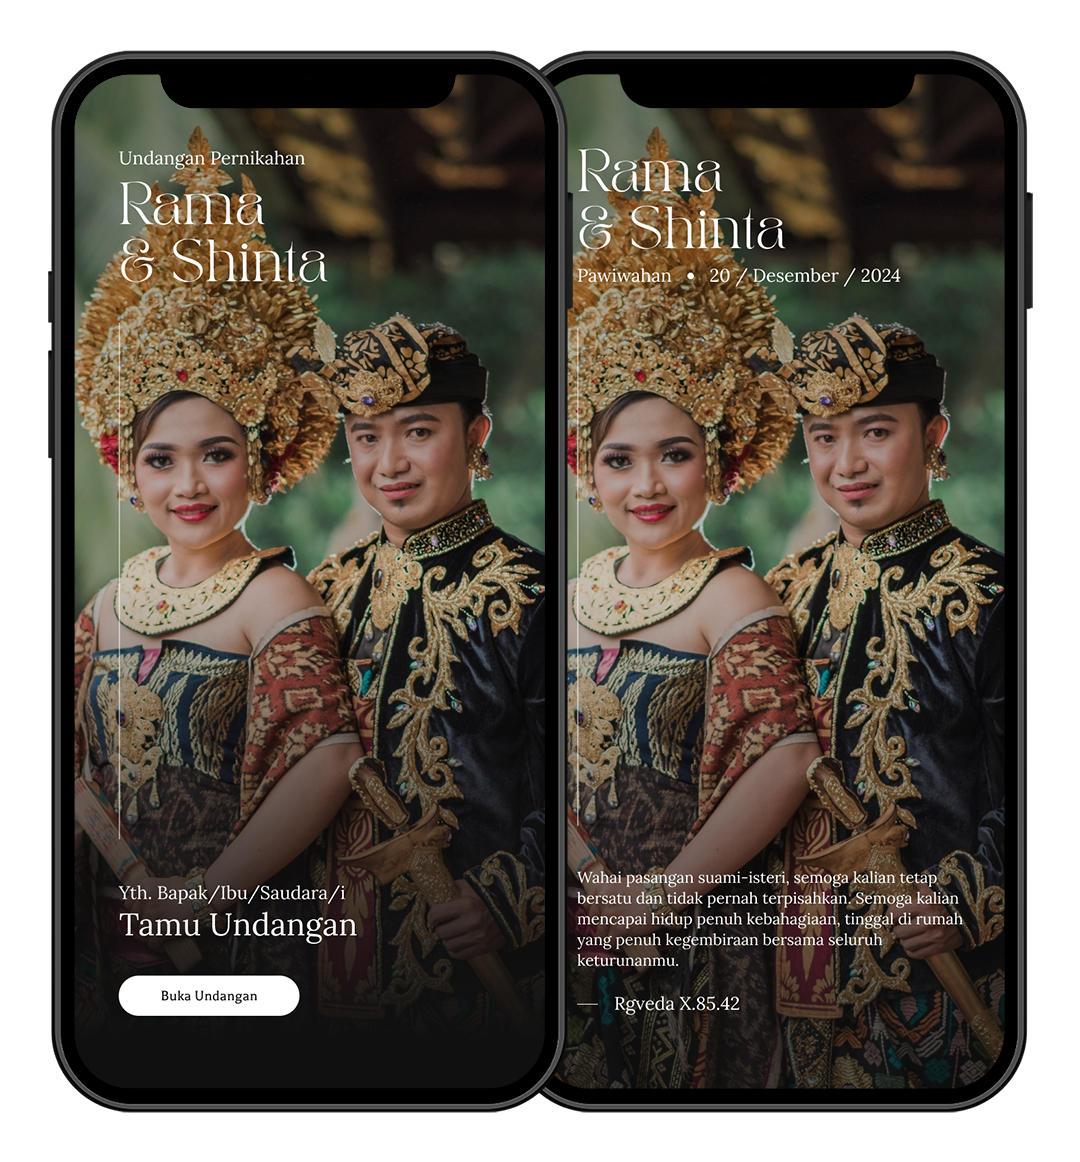 Undangan Pernikahan
Rama
& Shinta
Yth. Bapak/Ibu/Saudara/i
Tamu Undangan
Buka Undangan
Rama
& Shinta
Pawiwahan • 20 / Desember / 2024
Wahai pasangan suami-isteri, semoga kalian tetap
bersatu dan tidak pernah terpisahkan. Semoga kalian
mencapai hidup penuh kebahagiaan, tinggal di rumah
yang penuh kegembiraan bersama seluruh
keturunanmu.
— Rgveda X.85.42